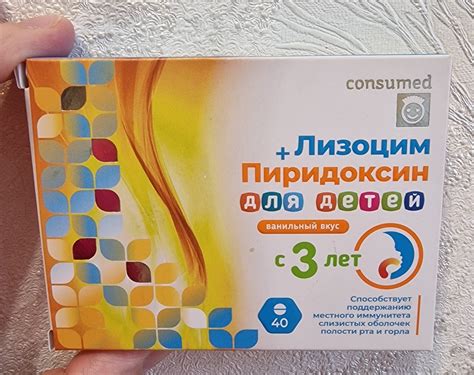 consumed
Лизоцим
+ Пиридоксин
для детей
ванильный вкус
с 3 лет
40
Способствует
поддержанию
местного иммунитета
слизистых оболочек
полости рта и горла